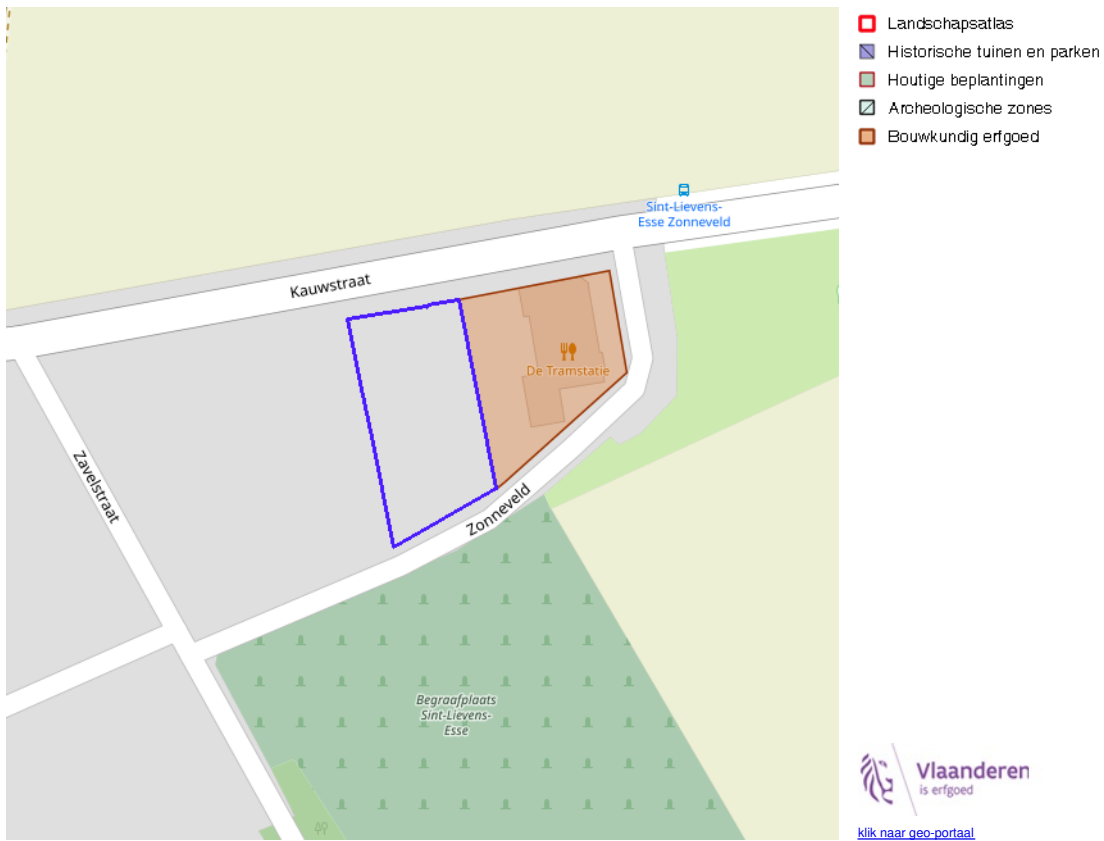 Landschapsatlas
Historische tuinen en parken
Houtige beplantingen
Archeologische zones
Bouwkundig erfgoed
Sint-Lievens-
Esse Zonneveld
Kauwstraat
De Tramstatie
Zavelstraat
Zonneveld
Begraafplaats
Sint-Lievens-
Esse
Vlaanderen
is erfgoed
klik naar geo-portaal